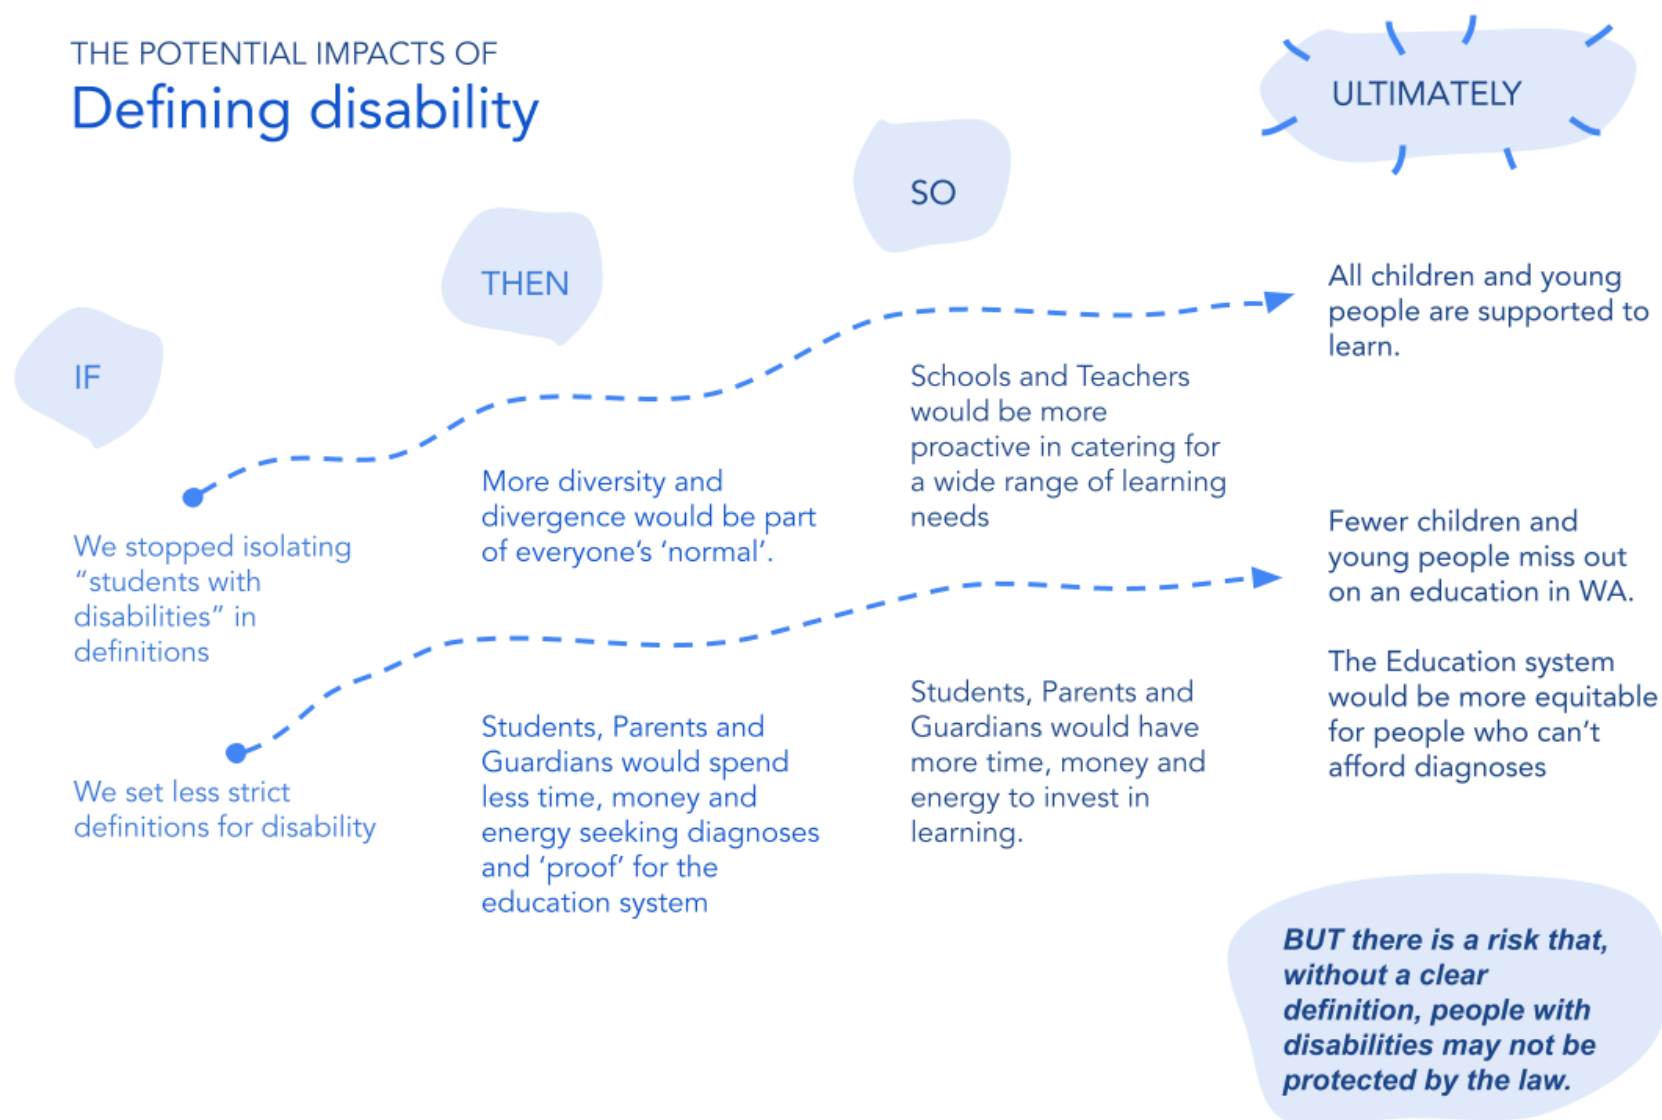 THE POTENTIAL IMPACTS OF
Defining disability
IF
We stopped isolating
“students with
disabilities” in
definitions
We set less strict
definitions for disability
THEN
More diversity and
divergence would be part
of everyone’s ‘normal’.
Students, Parents and
Guardians would spend
less time, money and
energy seeking diagnoses
and ‘proof’ for the
education system
SO
Schools and Teachers
would be more
proactive in catering for
a wide range of learning
needs
Students, Parents and
Guardians would have
more time, money and
energy to invest in
learning.
ULTIMATELY
All children and young
people are supported to
learn.
Fewer children and
young people miss out
on an education in WA.
The Education system
would be more equitable
for people who can’t
afford diagnoses
BUT there is a risk that,
without a clear
definition, people with
disabilities may not be
protected by the law.